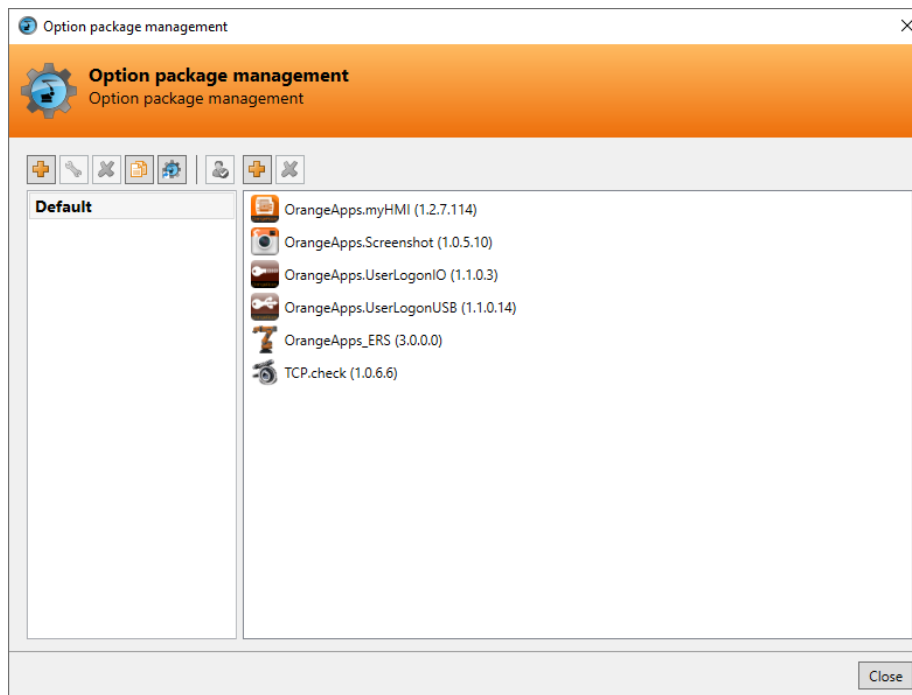 Option package management
Option package management
Option package management
Default
OrangeApps.myHMI (1.2.7.114)
OrangeApps.Screenshot (1.0.5.10)
OrangeApps.UserLogonIO (1.1.0.3)
OrangeApps.UserLogonUSB (1.1.0.14)
OrangeApps_ERS (3.0.0.0)
TCP.check (1.0.6.6)
Close